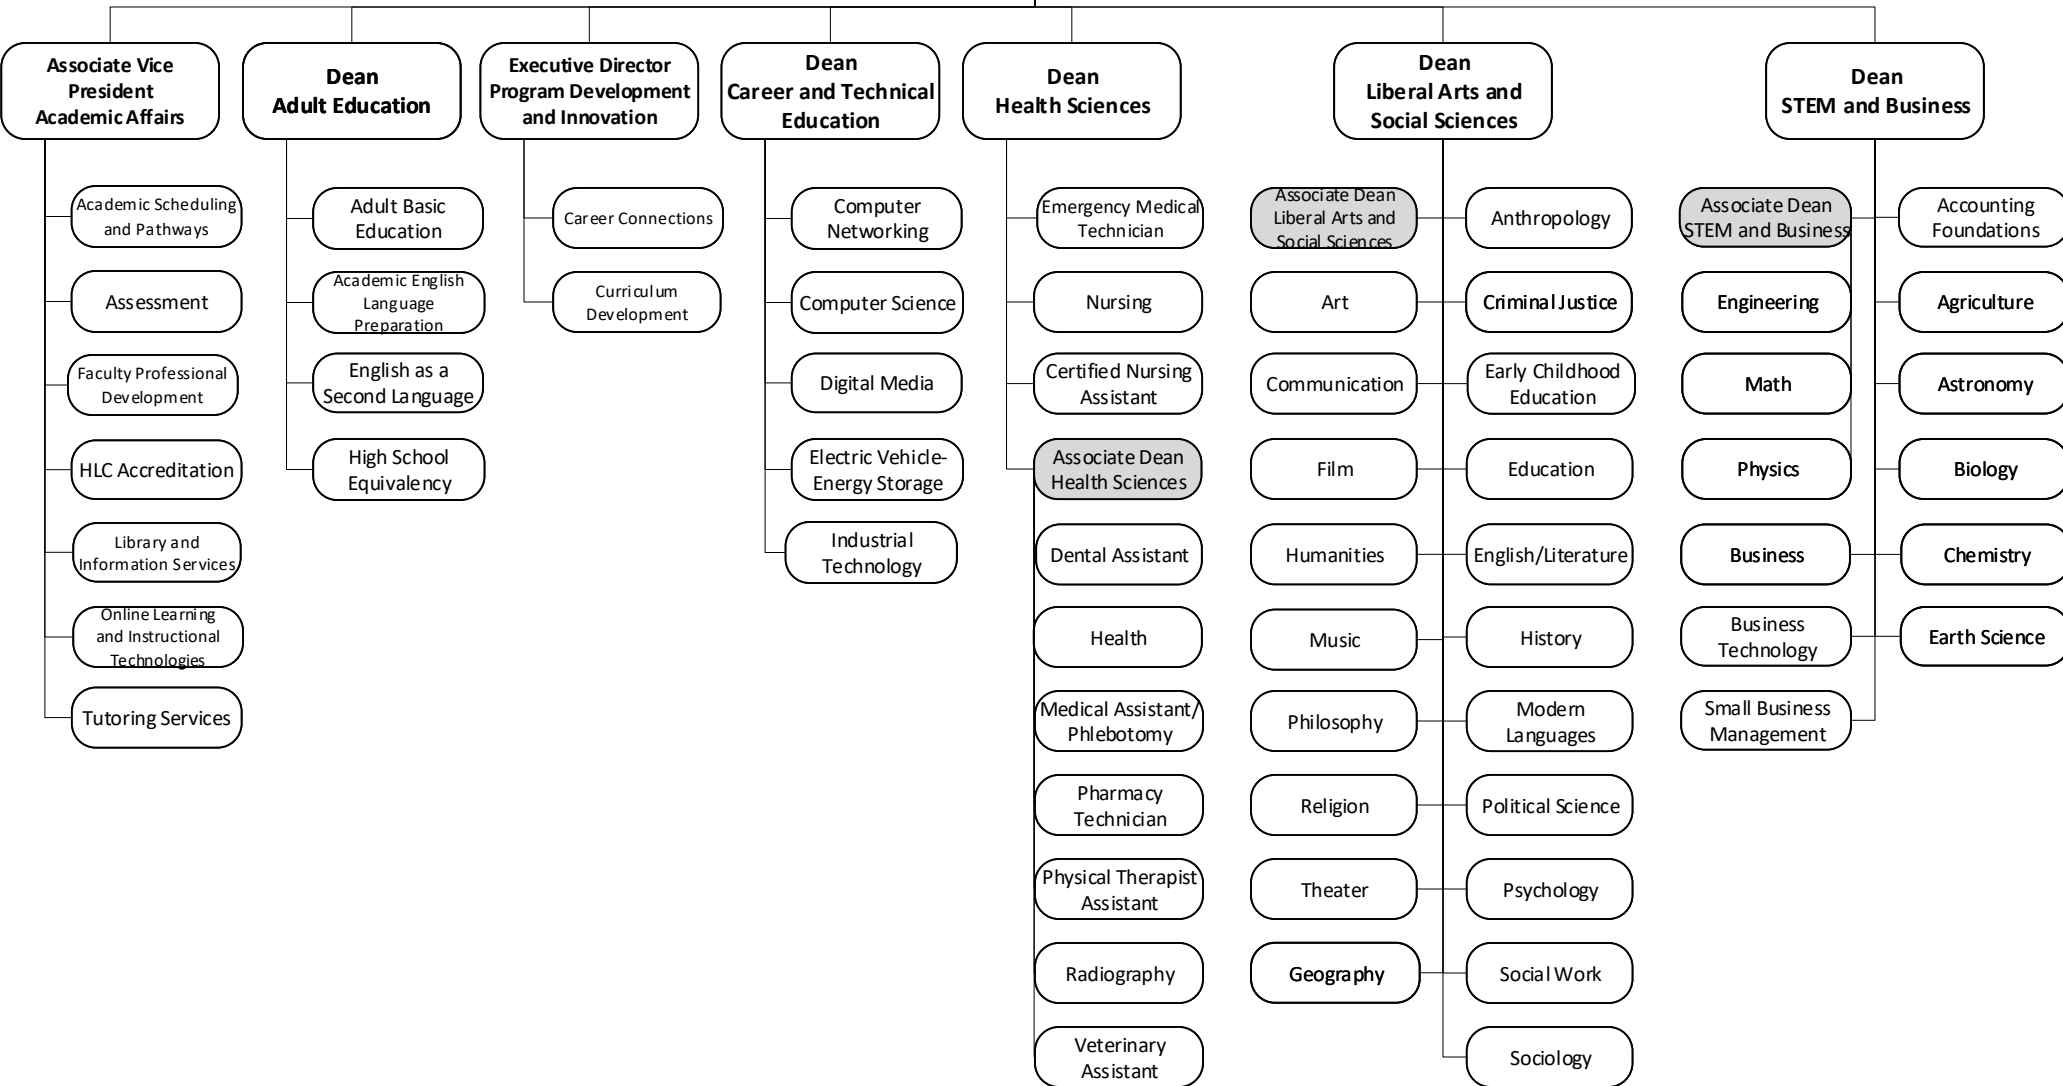 Associate Vice
President
Academic Affairs
Academic Scheduling
and Pathways
Assessment
Faculty Professional
Development
HLC Accreditation
Library and
Information Services
Online Learning
and Instructional
Technologies
Tutoring Services
Dean
Adult Education
Adult Basic
Education
Academic English
Language
Preparation
English as a
Second Language
High School
Equivalency
Executive Director
Program Development
and Innovation
Career Connections
Curriculum
Development
Dean
Career and Technical
Education
Computer
Networking
Computer Science
Digital Media
Electric Vehicle-
Energy Storage
Industrial
Technology
Dean
Health Sciences
Emergency Medical
Technician
Nursing
Certified Nursing
Assistant
Associate Dean
Health Sciences
Dental Assistant
Health
Medical Assistant/
Phlebotomy
Pharmacy
Technician
Physical Therapist
Assistant
Radiography
Veterinary
Assistant
Dean
Liberal Arts and
Social Sciences
Associate Dean
Liberal Arts and
Social Sciences
Art
Communication
Film
Humanities
Music
Philosophy
Religion
Theater
Geography
Anthropology
Criminal Justice
Early Childhood
Education
Education
English/Literature
History
Modern
Languages
Political Science
Psychology
Social Work
Sociology
Dean
STEM and Business
Associate Dean
STEM and Business
Engineering
Math
Physics
Business
Business
Technology
Small Business
Management
Accounting
Foundations
Agriculture
Astronomy
Biology
Chemistry
Earth Science